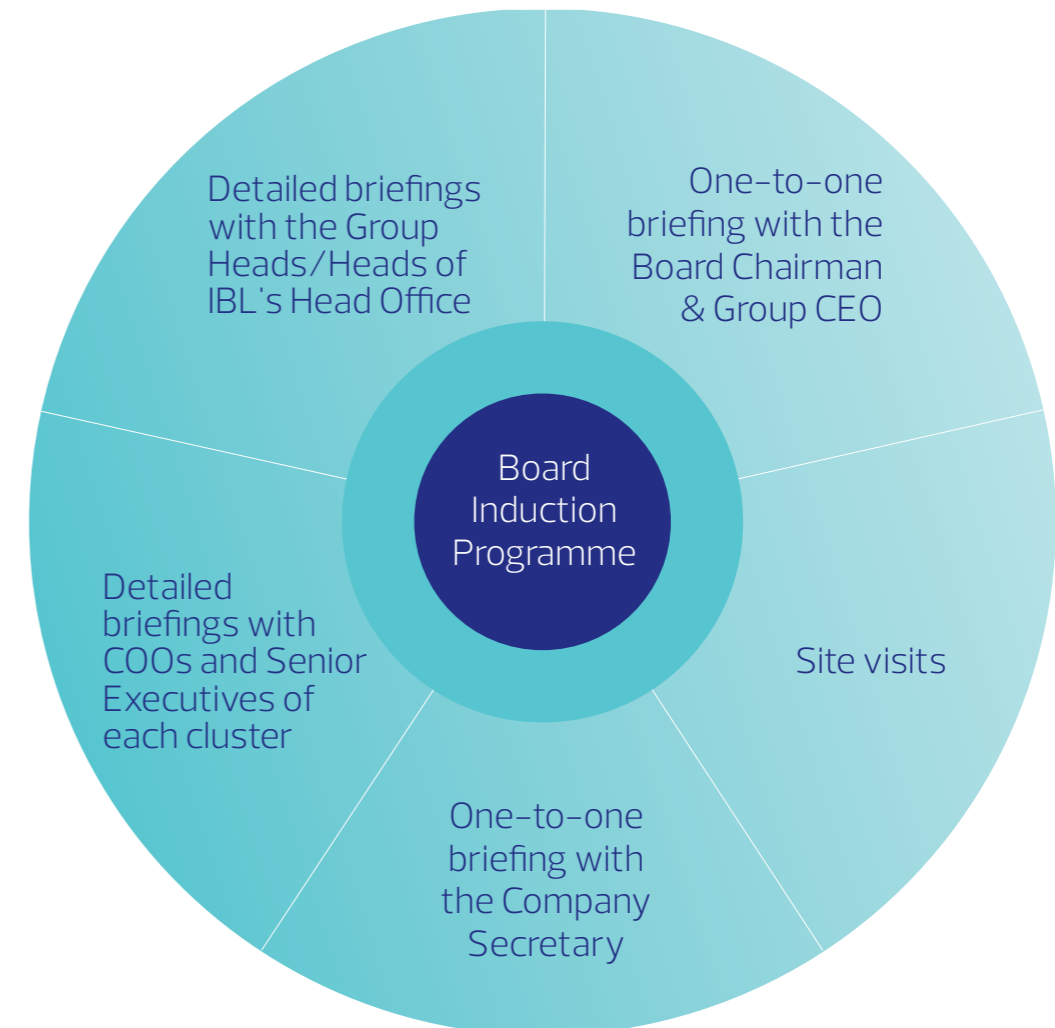 Detailed briefings
with the Group
Heads/Heads of
IBL's Head Office
One-to-one
briefing with the
Board Chairman
& Group CEO
Board
Induction
Programme
Detailed
briefings with
COOs and Senior
Executives of
each cluster
Site visits
One-to-one
briefing with
the Company
Secretary